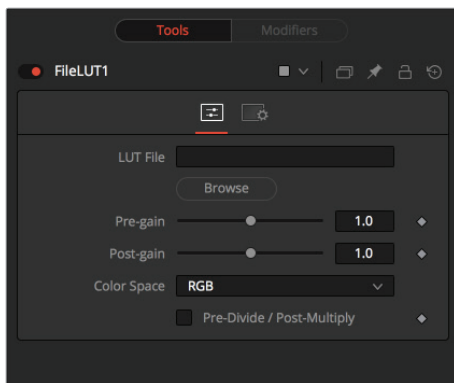 Tools Modifiers
FileLUT1
LUT File
Browse
Pre-gain 1.0
Post-gain 1.0
Color Space RGB
Pre-Divide / Post-Multiply